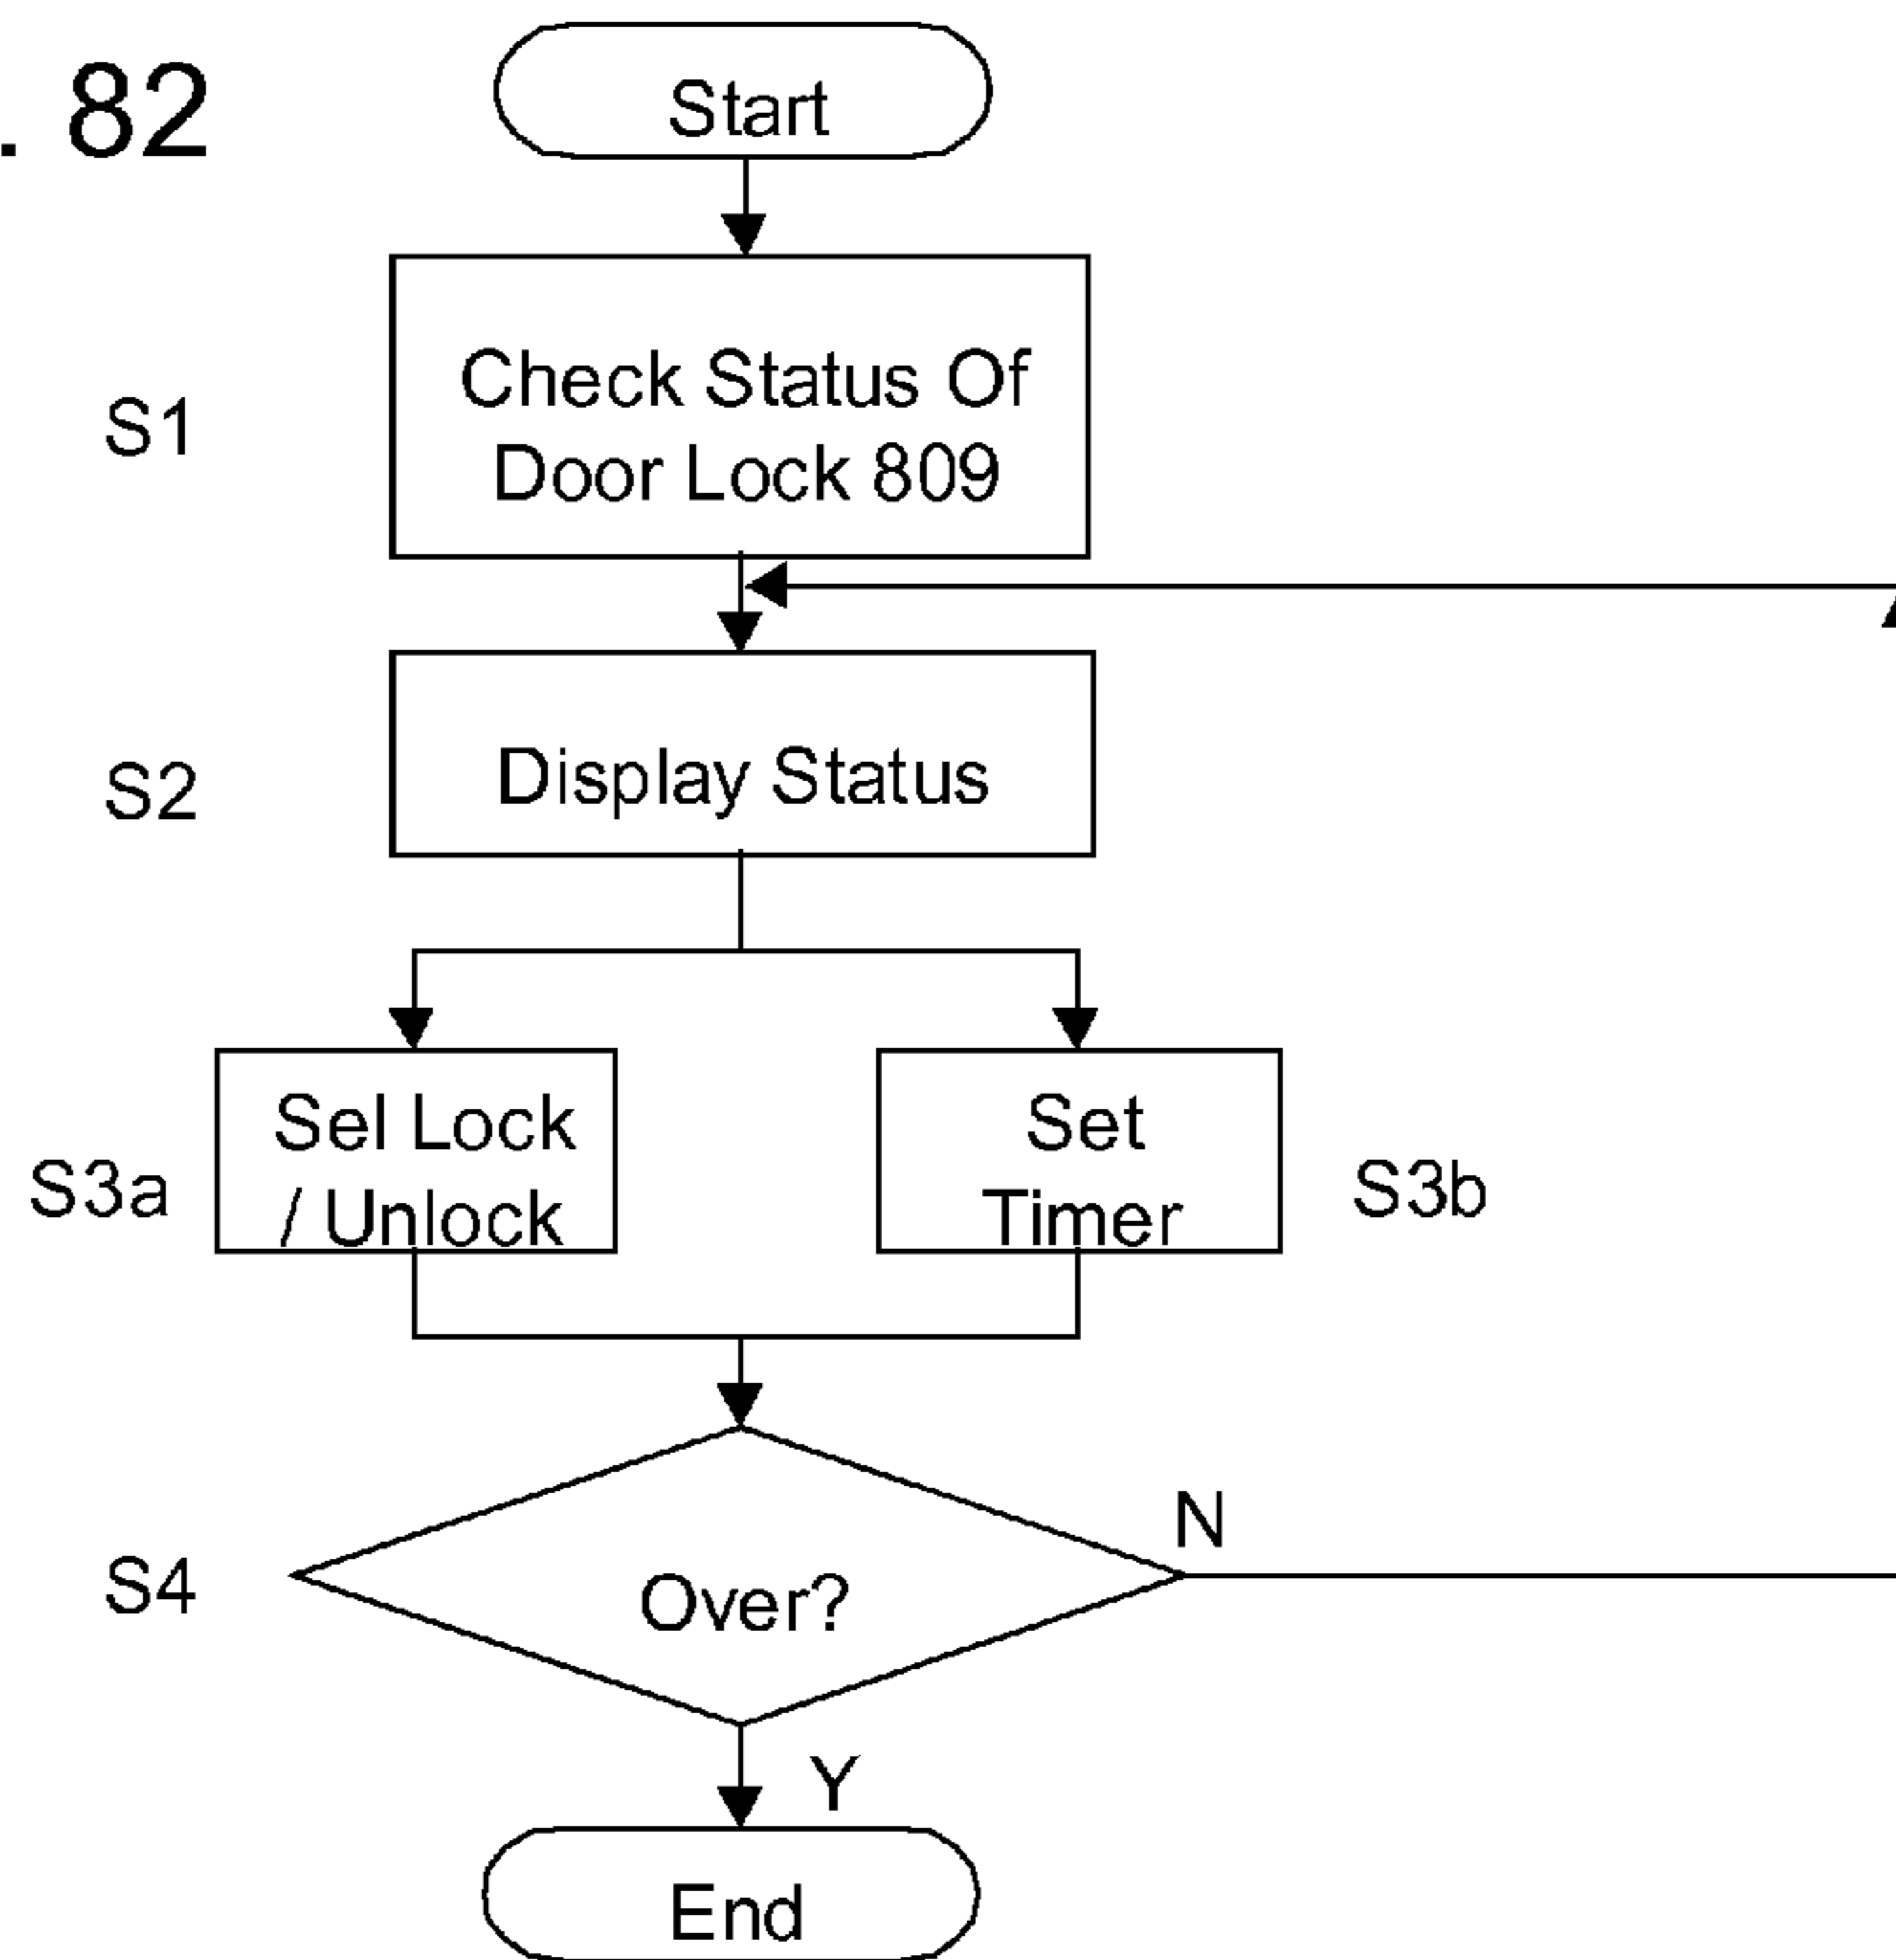 . 82
Start
Check Status Of
Door Lock 809
S1
Display Status
S2
Sel Lock
/ Unlock
S3a
Set
Timer
S3b
N
Over?
S4
Y
End